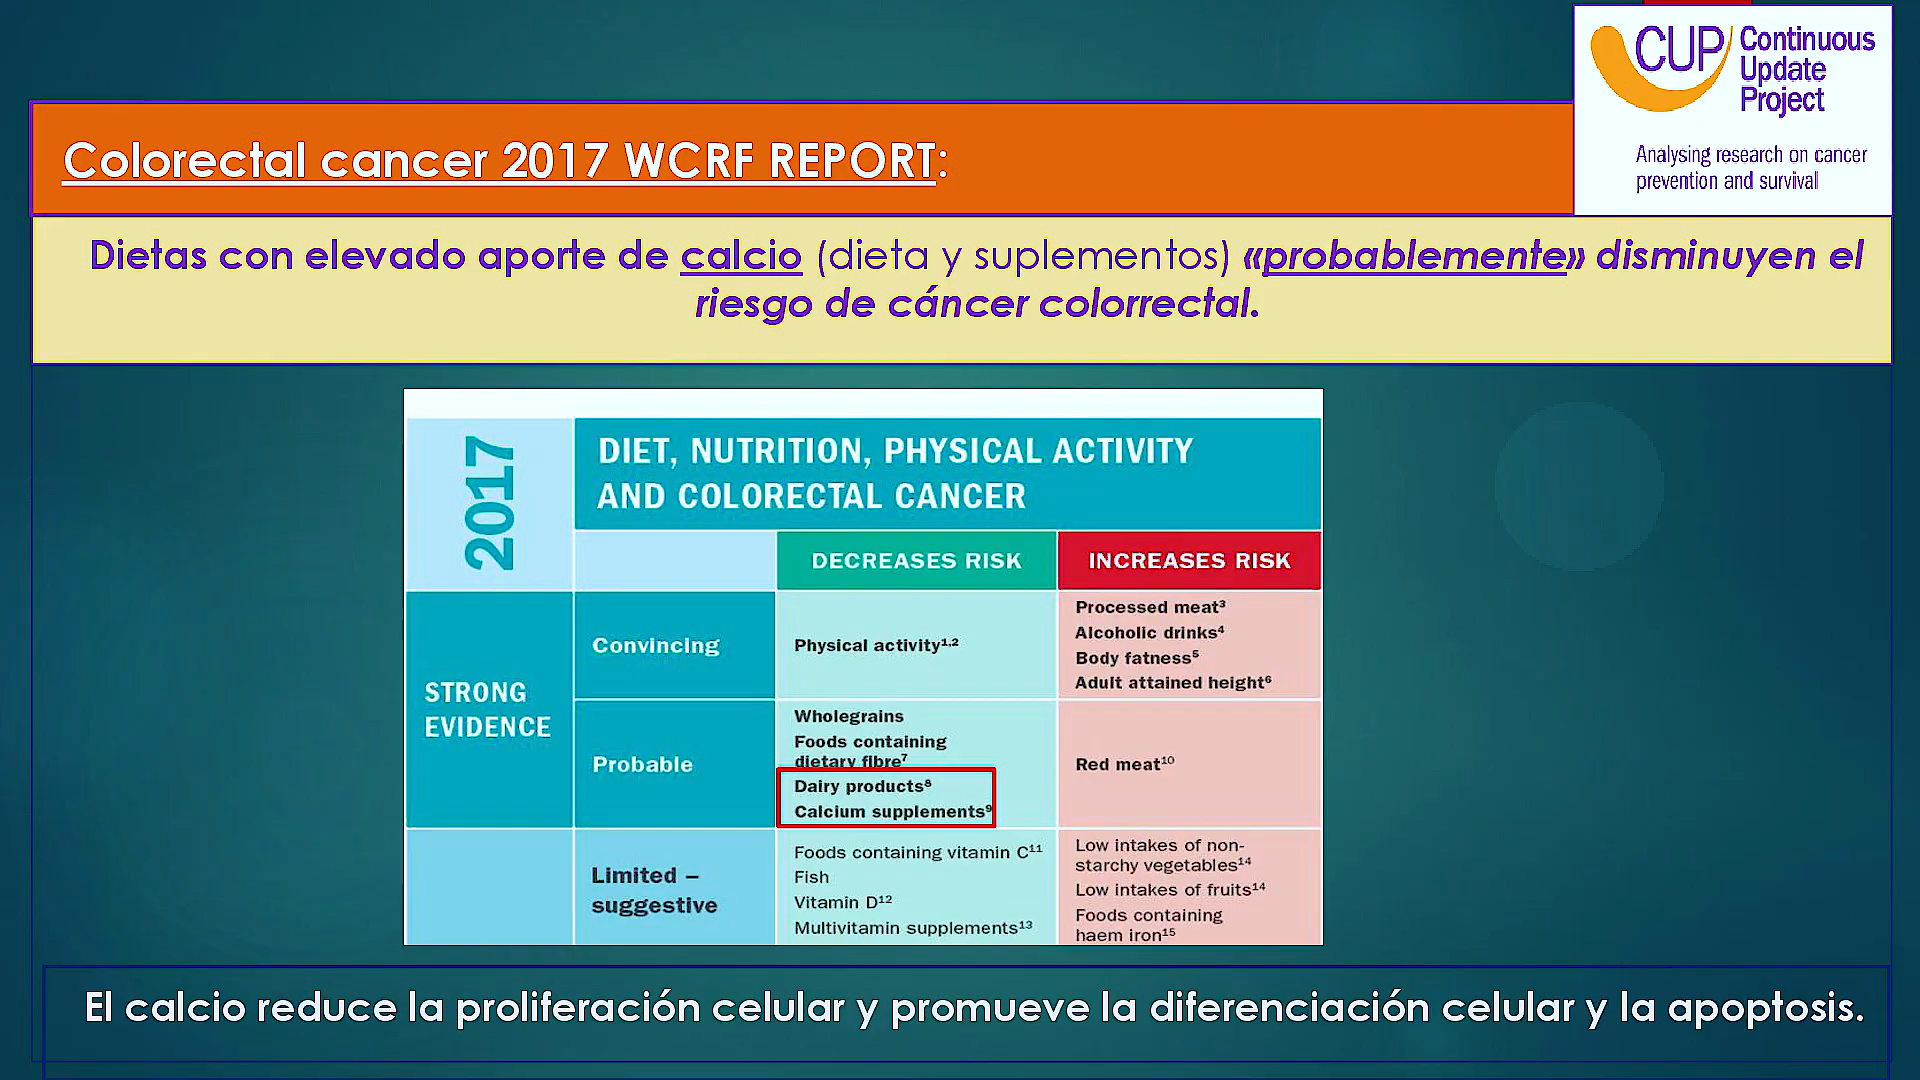 CUP Continuous
Update
Project
Analysing research on cancer
prevention and survival
Colorectal cancer 2017 WCRF REPORT:
Dietas con elevado aporte de calcio (dieta y suplementos) «probablemente» disminuyen el
riesgo de cáncer colorrectal.
2017
DIET, NUTRITION, PHYSICAL ACTIVITY
AND COLORECTAL CANCER
DECREASES RISK
INCREASES RISK
STRONG
EVIDENCE
Convincing
Physical activity¹,²
Processed meat³
Alcoholic drinks⁴
Body fatness⁵
Adult attained height⁶
Probable
Wholegrains
Foods containing
dietary fibre⁷
Dairy products⁸
Calcium supplements⁹
Red meat¹⁰
Limited –
suggestive
Foods containing vitamin C¹¹
Fish
Vitamin D¹²
Multivitamin supplements¹³
Low intakes of non-
starchy vegetables¹⁴
Low intakes of fruits¹⁴
Foods containing
haem iron¹⁵
El calcio reduce la proliferación celular y promueve la diferenciación celular y la apoptosis.